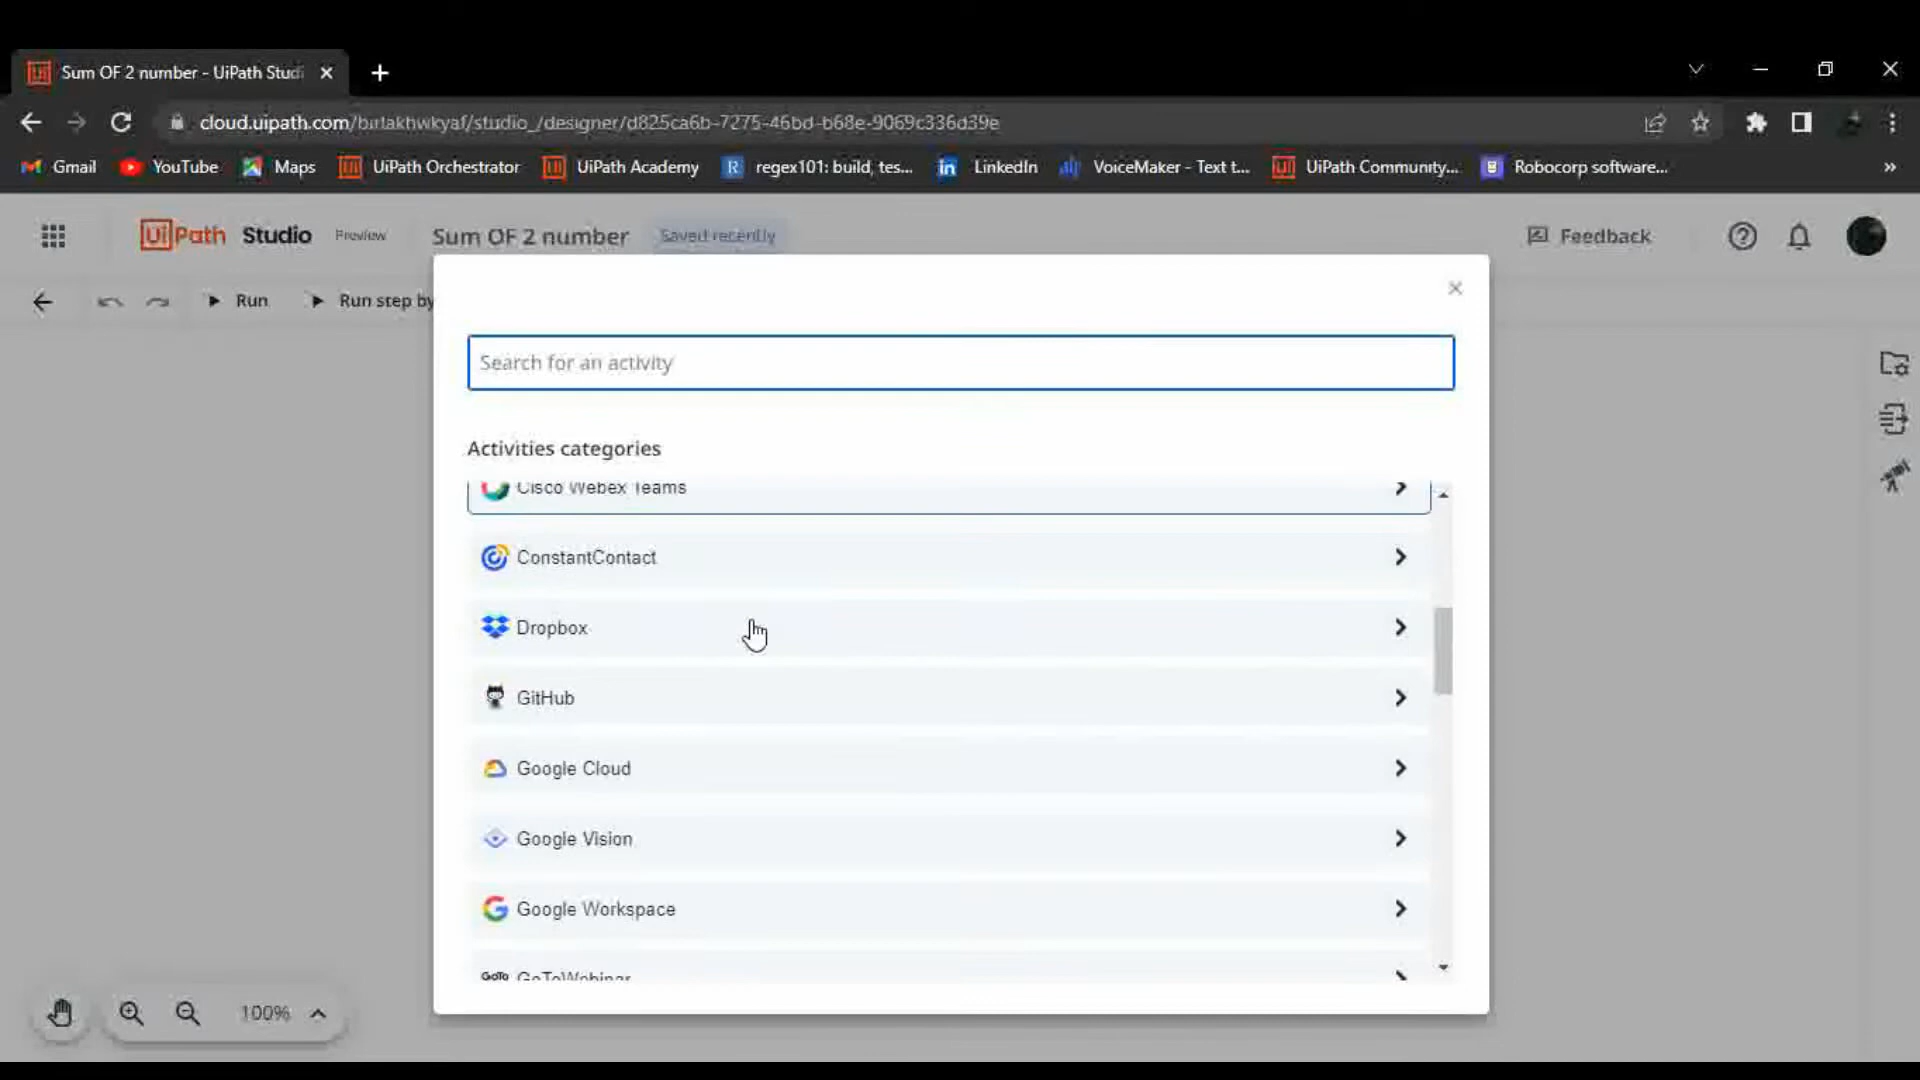 Sum OF 2 number - UiPath Studi
cloud.uipath.com/birlakhwkyaf/studio_/designer/d825ca6b-7275-46bd-b68e-9069c336d39e
Gmail YouTube Maps UiPath Orchestrator UiPath Academy regex101: build, tes... LinkedIn VoiceMaker - Text t... UiPath Community... Robocorp software... »
UiPath Studio Preview Sum OF 2 number Saved recently Feedback
Run Run step by
Search for an activity
Activities categories
Cisco Webex Teams
ConstantContact
Dropbox
GitHub
Google Cloud
Google Vision
Google Workspace
GoTo GoToWebinar
100%